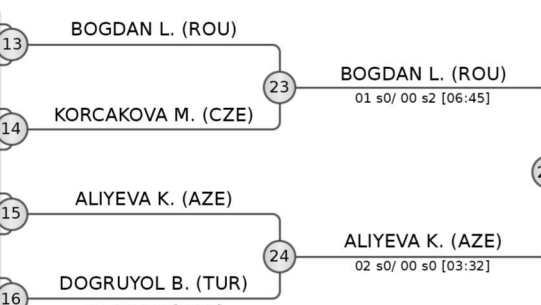 BOGDAN L. (ROU)
13
23
BOGDAN L. (ROU)
01 s0/ 00 s2 [06:45]
KORCAKOVA M. (CZE)
14
ALIYEVA K. (AZE)
15
24
ALIYEVA K. (AZE)
02 s0/ 00 s0 [03:32]
DOGRUYOL B. (TUR)
16